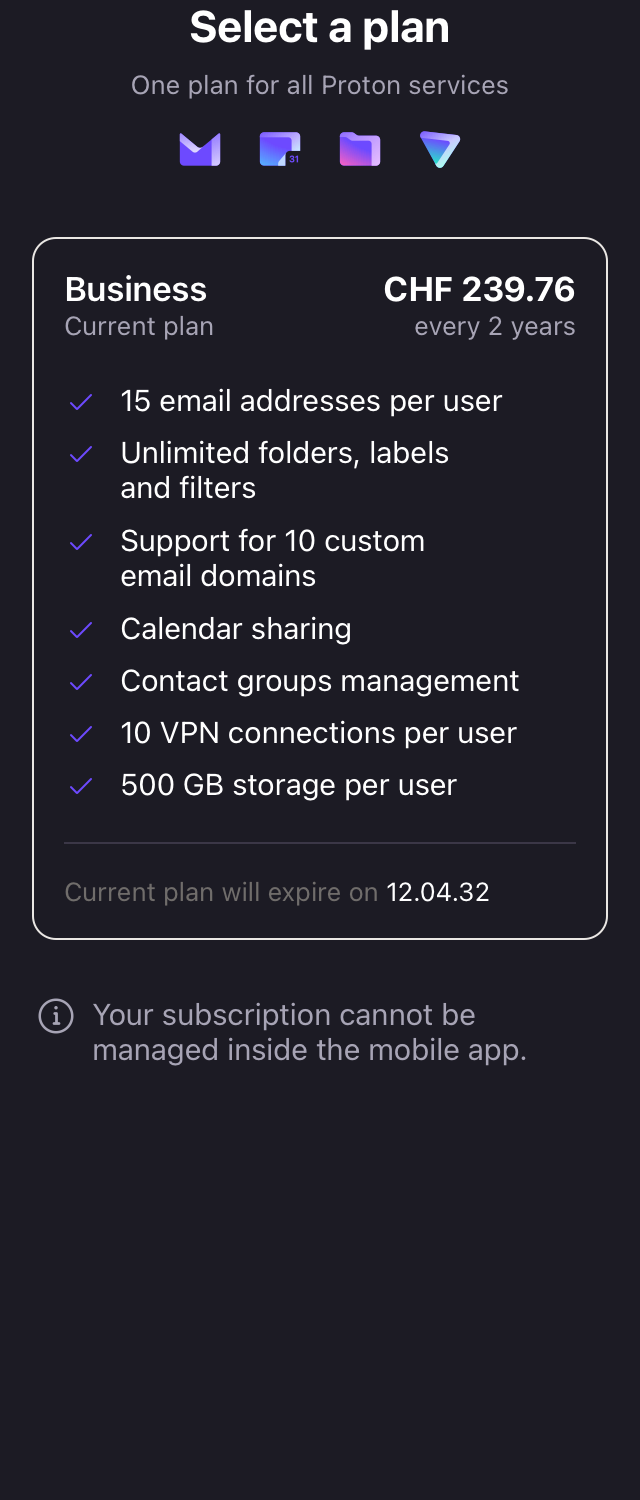 Select a plan
One plan for all Proton services
31
Business
CHF 239.76
Current plan
every 2 years
15 email addresses per user
Unlimited folders, labels
and filters
Support for 10 custom
email domains
Calendar sharing
Contact groups management
10 VPN connections per user
500 GB storage per user
Current plan will expire on 12.04.32
Your subscription cannot be
managed inside the mobile app.